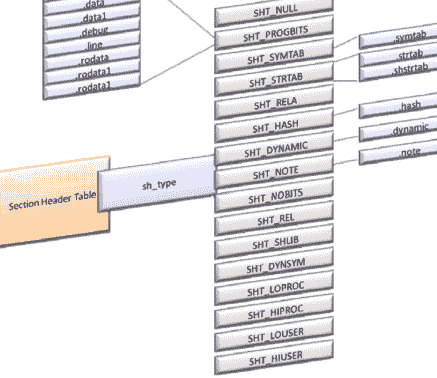 .data
.data1
.debug
.line
.rodata
.rodata1
.rodata1
Section Header Table
sh_type
SHT_NULL
SHT_PROGBITS
SHT_SYMTAB
SHT_STRTAB
SHT_RELA
SHT_HASH
SHT_DYNAMIC
SHT_NOTE
SHT_NOBITS
SHT_REL
SHT_SHLIB
SHT_DYNSYM
SHT_LOPROC
SHT_HIPROC
SHT_LOUSER
SHT_HIUSER
.symtab
.strtab
.shstrtab
.hash
.dynamic
.note